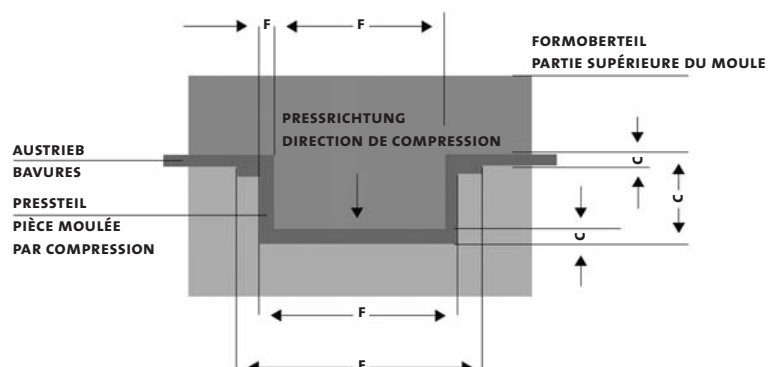 F
F
FORMOBERTEIL
PARTIE SUPÉRIEURE DU MOULE
PRESSRICHTUNG
DIRECTION DE COMPRESSION
AUSTRIEB
BAVURES
C
C
PRESSTEIL
PIÈCE MOULÉE
PAR COMPRESSION
C
F
F